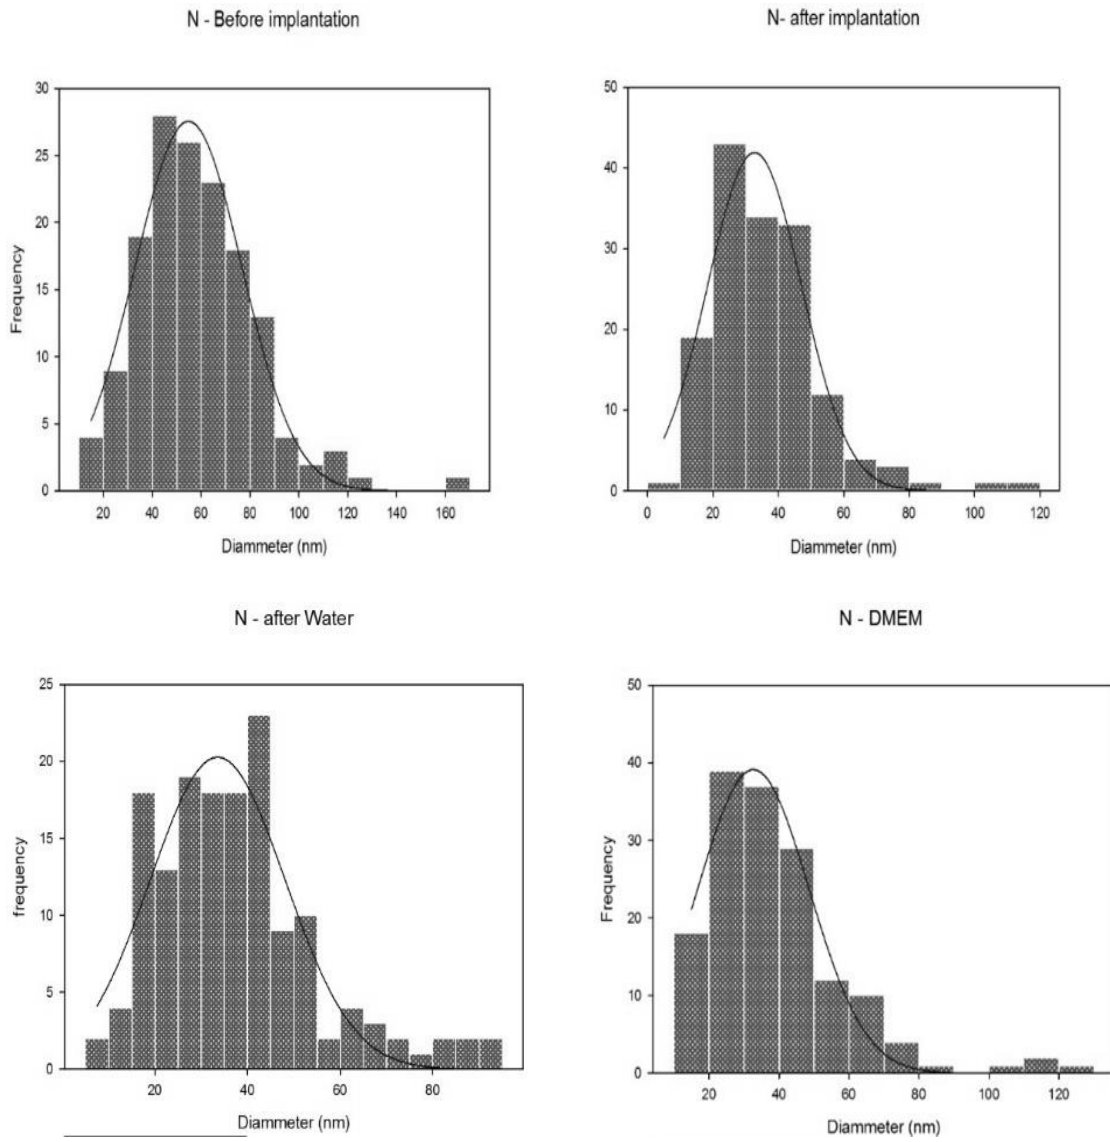 N - Before implantation
30
25
20
15
10
5
0
Frequency
20 40 60 80 100 120 140 160
Diammeter (nm)
N- after implantation
50
40
30
20
10
0
Frequency
0 20 40 60 80 100 120
Diammeter (nm)
N - after Water
25
20
15
10
5
0
frequency
20 40 60 80
Diammeter (nm)
N - DMEM
50
40
30
20
10
0
Frequency
20 40 60 80 100 120
Diammeter (nm)